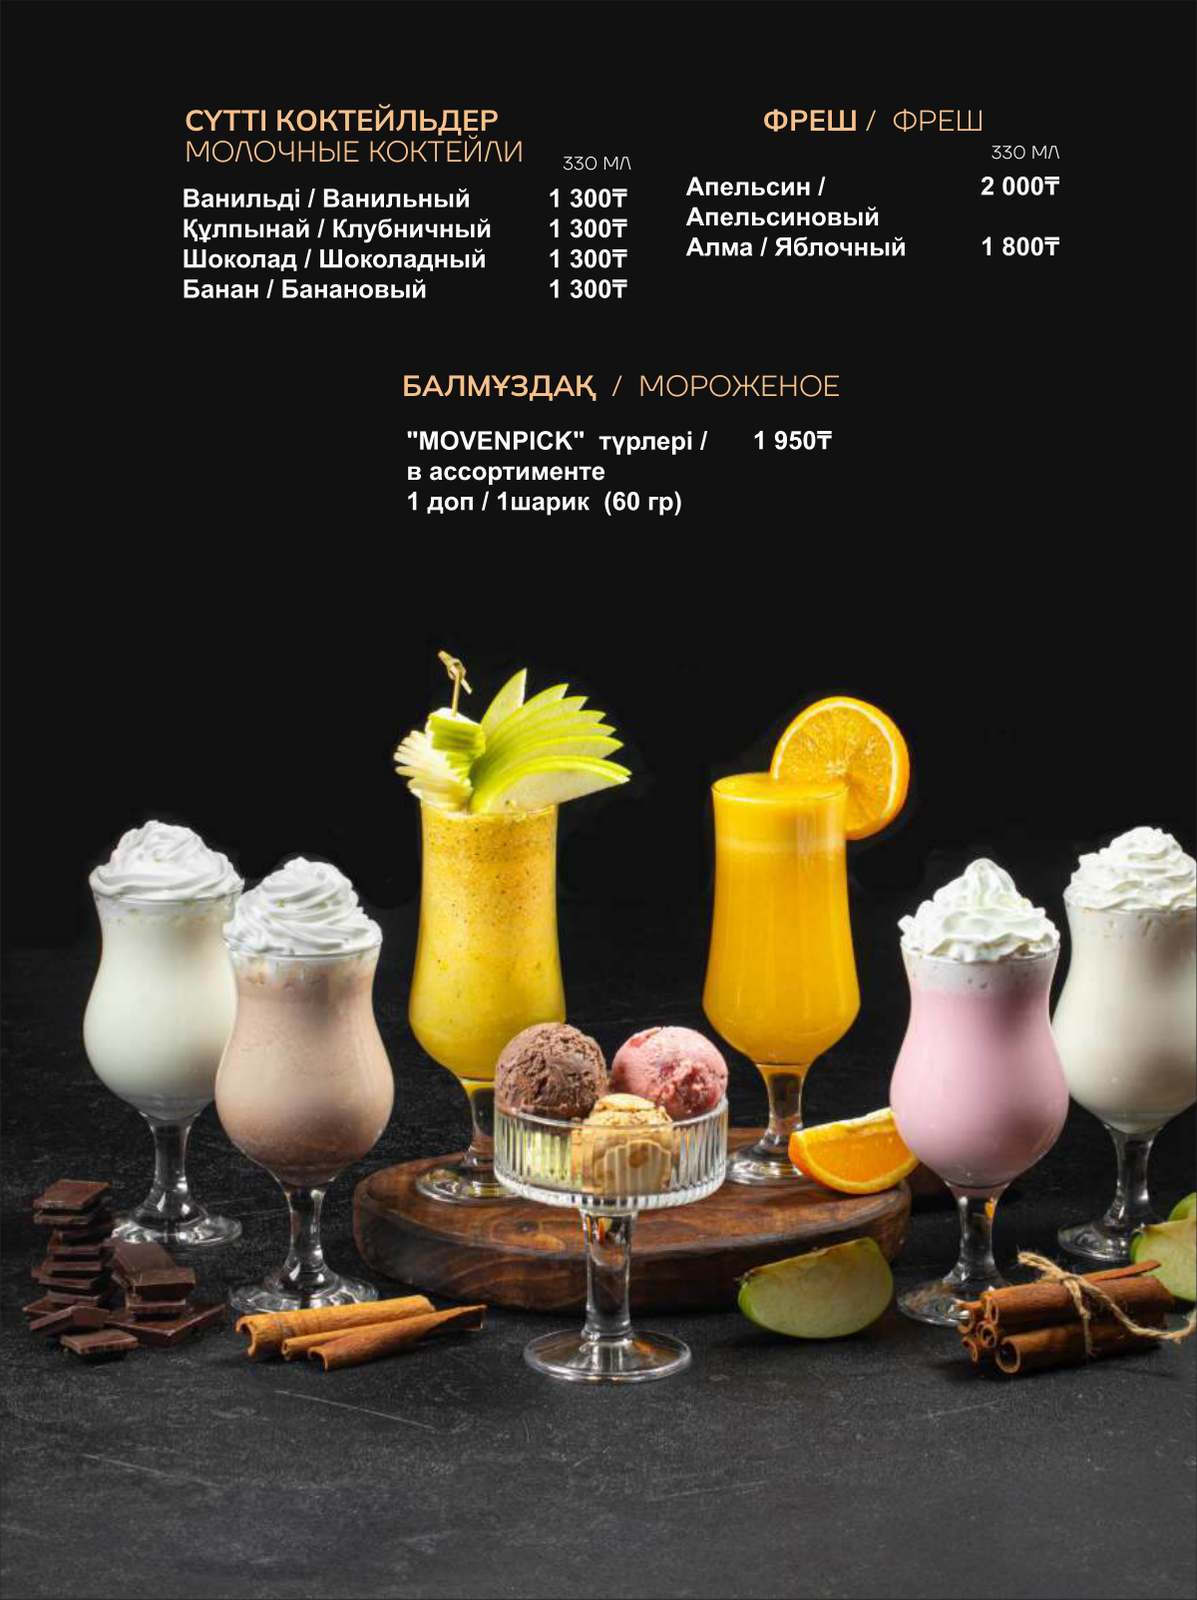 СҮТТІ КОКТЕЙЛЬДЕР
МОЛОЧНЫЕ КОКТЕЙЛИ
330 МЛ
Ванильді / Ванильный 1 300₸
Құлпынай / Клубничный 1 300₸
Шоколад / Шоколадный 1 300₸
Банан / Банановый 1 300₸
ФРЕШ / ФРЕШ
330 МЛ
Апельсин / 2 000₸
Апельсиновый
Алма / Яблочный 1 800₸
БАЛМҰЗДАҚ / МОРОЖЕНОЕ
"MOVENPICK" түрлері / 1 950₸
в ассортименте
1 доп / 1шарик (60 гр)